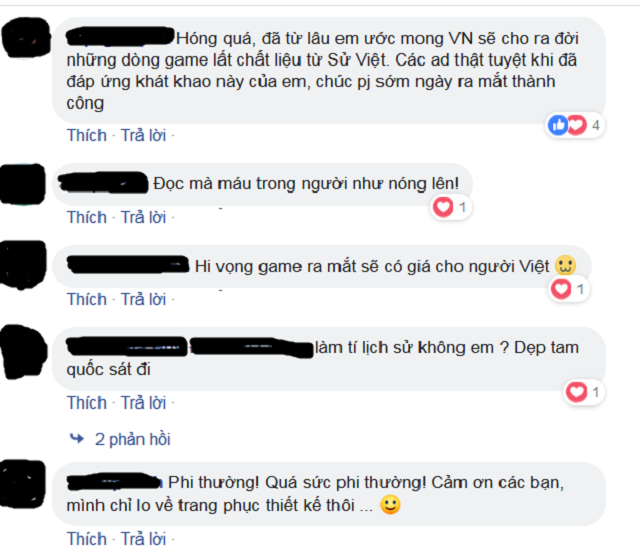 Hóng quá, đã từ lâu em ước mong VN sẽ cho ra đời
những dòng game lất chất liệu từ Sử Việt. Các ad thật tuyệt khi đã
đáp ứng khát khao này của em, chúc pj sớm ngày ra mắt thành
công
4
Thích · Trả lời ·
Đọc mà máu trong người như nóng lên!
1
Thích · Trả lời ·
Hi vọng game ra mắt sẽ có giá cho người Việt
1
Thích · Trả lời ·
làm tí lịch sử không em ? Dẹp tam
quốc sát đi
1
Thích · Trả lời ·
2 phản hồi
Phi thường! Quá sức phi thường! Cảm ơn các bạn,
mình chỉ lo về trang phục thiết kế thôi ...
Thích · Trả lời ·